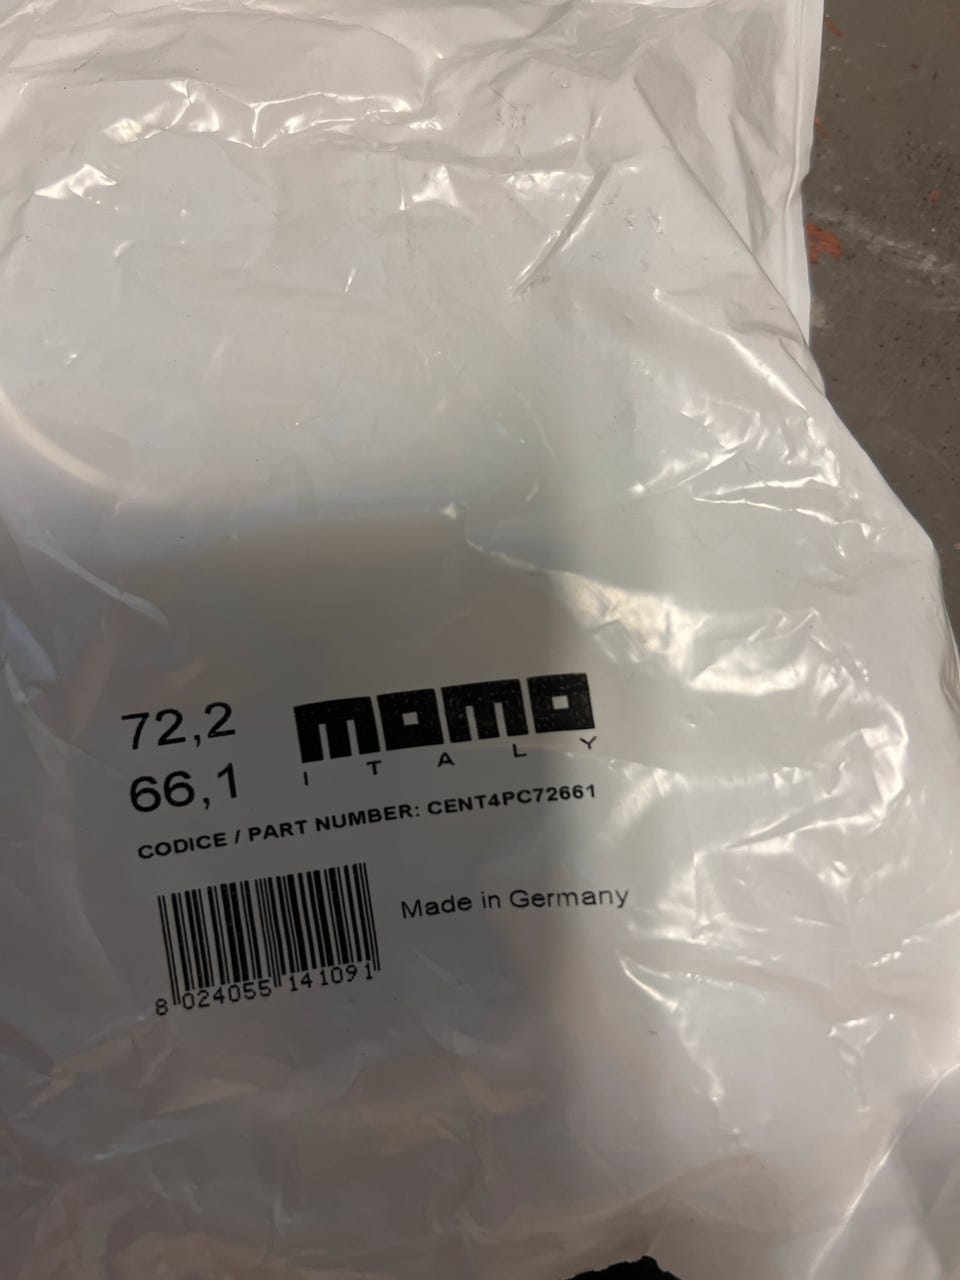 72,2
66,1
momo
ITALY
CODICE / PART NUMBER: CENT4PC72661
Made in Germany
8 024055 141091